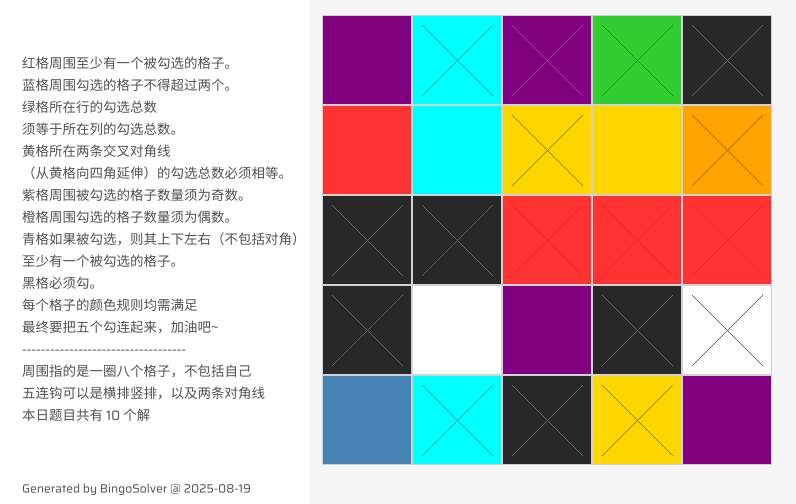 红格周围至少有一个被勾选的格子。
蓝格周围勾选的格子不得超过两个。
绿格所在行的勾选总数
须等于所在列的勾选总数。
黄格所在两条交叉对角线
（从黄格向四角延伸）的勾选总数必须相等。
紫格周围被勾选的格子数量须为奇数。
橙格周围勾选的格子数量须为偶数。
青格如果被勾选，则其上下左右（不包括对角）
至少有一个被勾选的格子。
黑格必须勾。
每个格子的颜色规则均需满足
最终要把五个勾连起来，加油吧~
-----------------------------------
周围指的是一圈八个格子，不包括自己
五连钩可以是横排竖排，以及两条对角线
本日题目共有 10 个解
Generated by BingoSolver @ 2025-08-19